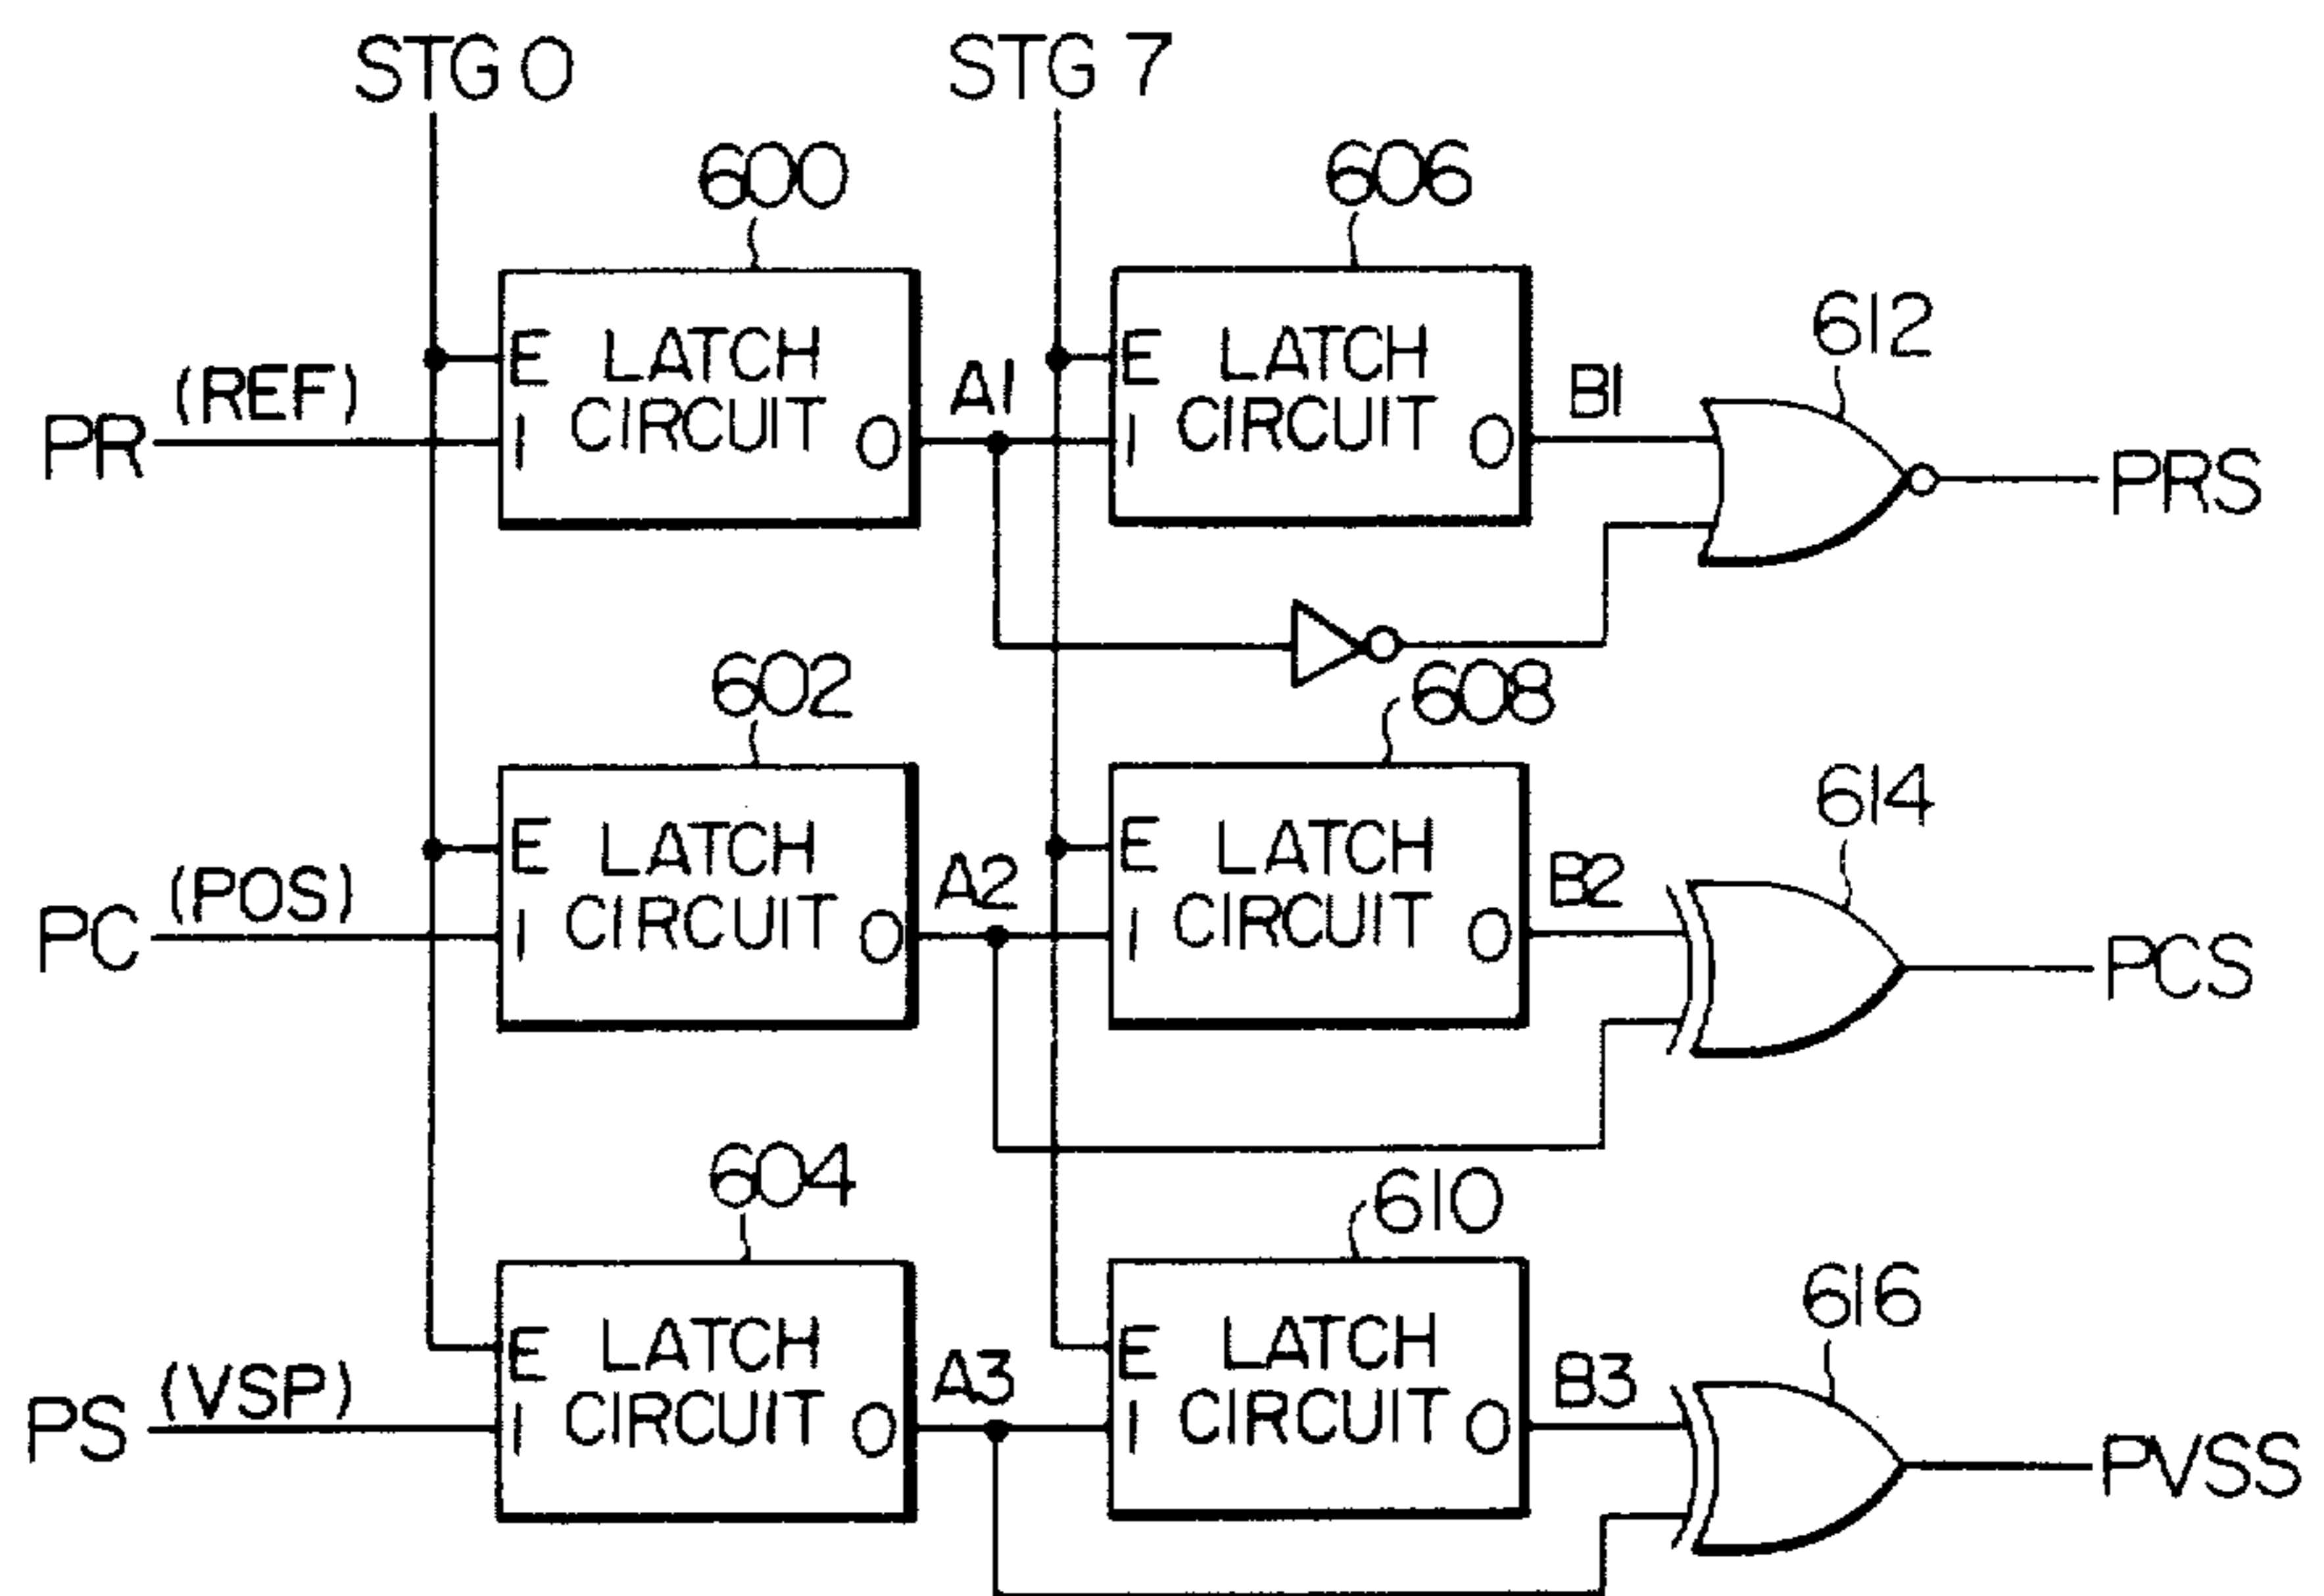 STG 0 STG 7
600 606
612
E LATCH E LATCH
(REF) A1 B1
PR I CIRCUIT O I CIRCUIT O
PRS
602 608
614
E LATCH E LATCH
(POS) A2 B2
PC I CIRCUIT O I CIRCUIT O
PCS
604 610
616
E LATCH E LATCH
(VSP) A3 B3
PS I CIRCUIT O I CIRCUIT O
PVSS